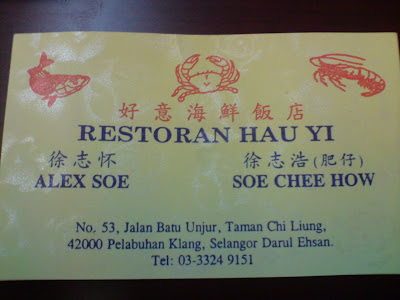 好意海鮮飯店
RESTORAN HAU YI
徐志怀 徐志浩(肥仔)
ALEX SOE SOE CHEE HOW
No. 53, Jalan Batu Unjur, Taman Chi Liung,
42000 Pelabuhan Klang, Selangor Darul Ehsan.
Tel: 03-3324 9151